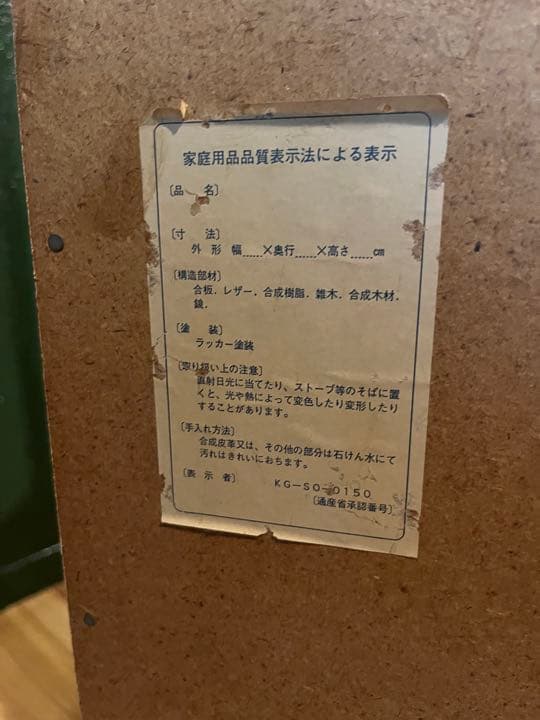 家庭用品品質表示法による表示
〔品　名〕
〔寸　法〕
外 形 幅......×奥行......×高さ......㎝
〔構造部材〕
合板．レザー．合成樹脂．雑木．合成木材．
鏡．
〔塗　装〕
ラッカー塗装
〔取り扱い上の注意〕
直射日光に当てたり、ストーブ等のそばに置
くと、光や熱によって変色したり変形したり
することがあります。
〔手入れ方法〕
合成皮革又は、その他の部分は石けん水にて
汚れはきれいにおちます。
〔表 示 者〕
KG－SO－0150
〔通産省承認番号〕